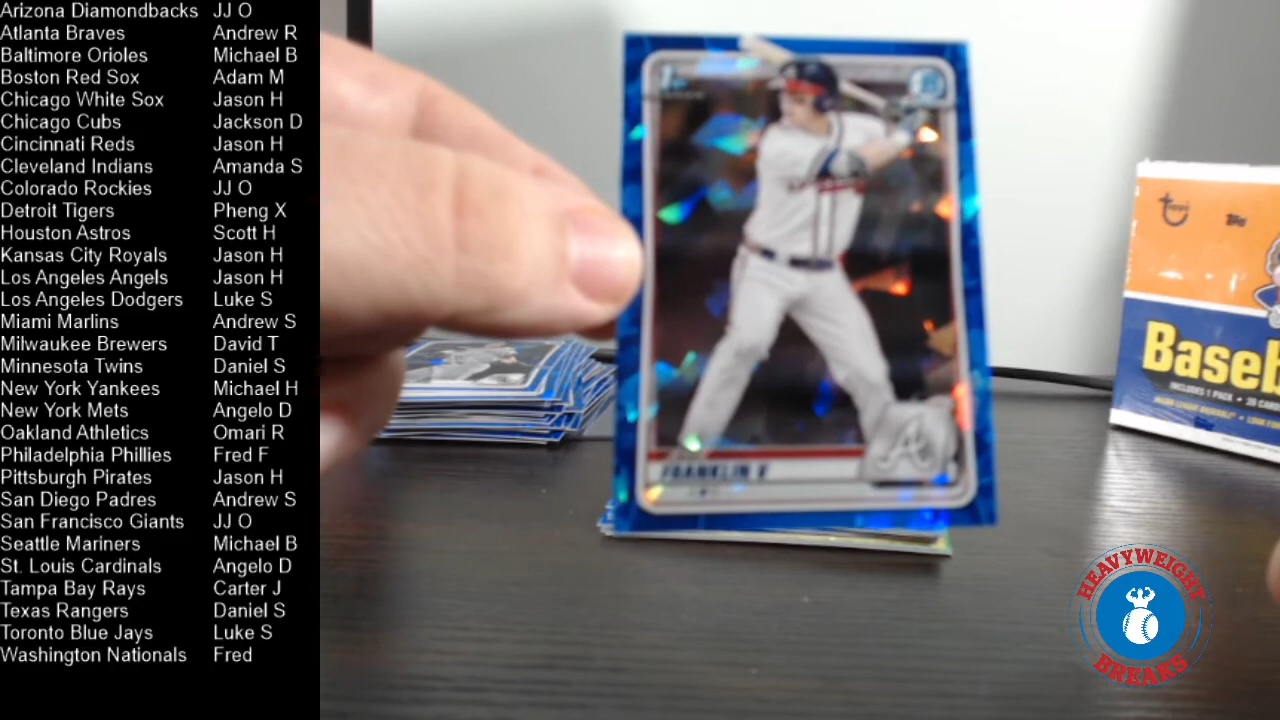 Arizona Diamondbacks JJ O
Atlanta Braves Andrew R
Baltimore Orioles Michael B
Boston Red Sox Adam M
Chicago White Sox Jason H
Chicago Cubs Jackson D
Cincinnati Reds Jason H
Cleveland Indians Amanda S
Colorado Rockies JJ O
Detroit Tigers Pheng X
Houston Astros Scott H
Kansas City Royals Jason H
Los Angeles Angels Jason H
Los Angeles Dodgers Luke S
Miami Marlins Andrew S
Milwaukee Brewers David T
Minnesota Twins Daniel S
New York Yankees Michael H
New York Mets Angelo D
Oakland Athletics Omari R
Philadelphia Phillies Fred F
Pittsburgh Pirates Jason H
San Diego Padres Andrew S
San Francisco Giants JJ O
Seattle Mariners Michael B
St. Louis Cardinals Angelo D
Tampa Bay Rays Carter J
Texas Rangers Daniel S
Toronto Blue Jays Luke S
Washington Nationals Fred
FRANKLIN
A
Topps
Baseb
INCLUDES 1 PACK
HEAVYWEIGHT
BREAKS